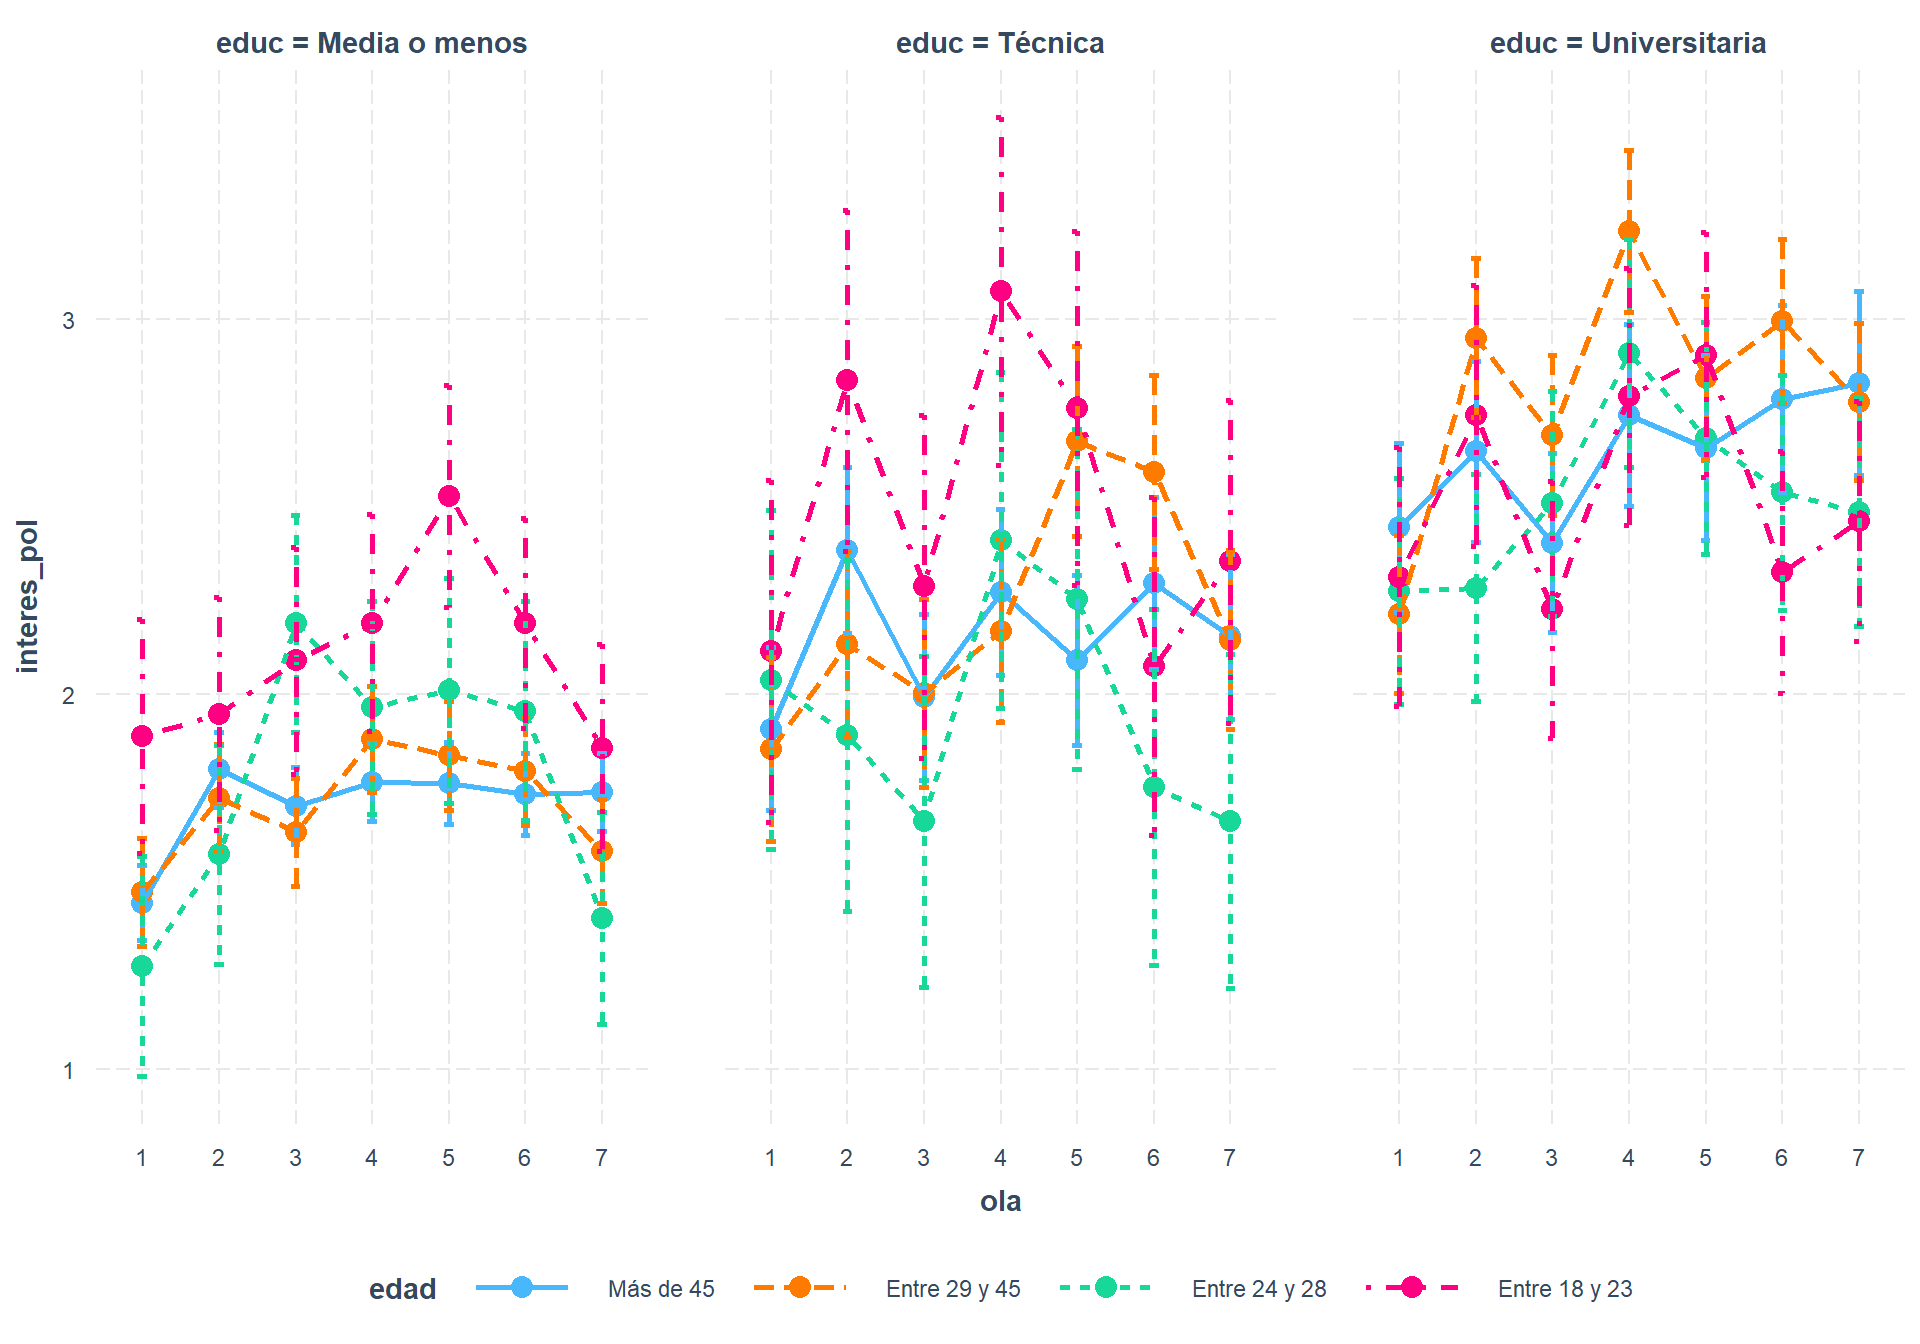 educ = Media o menos
educ = Técnica
educ = Universitaria
interes_pol
3
2
1
1 2 3 4 5 6 7
1 2 3 4 5 6 7
1 2 3 4 5 6 7
ola
edad Más de 45 Entre 29 y 45 Entre 24 y 28 Entre 18 y 23